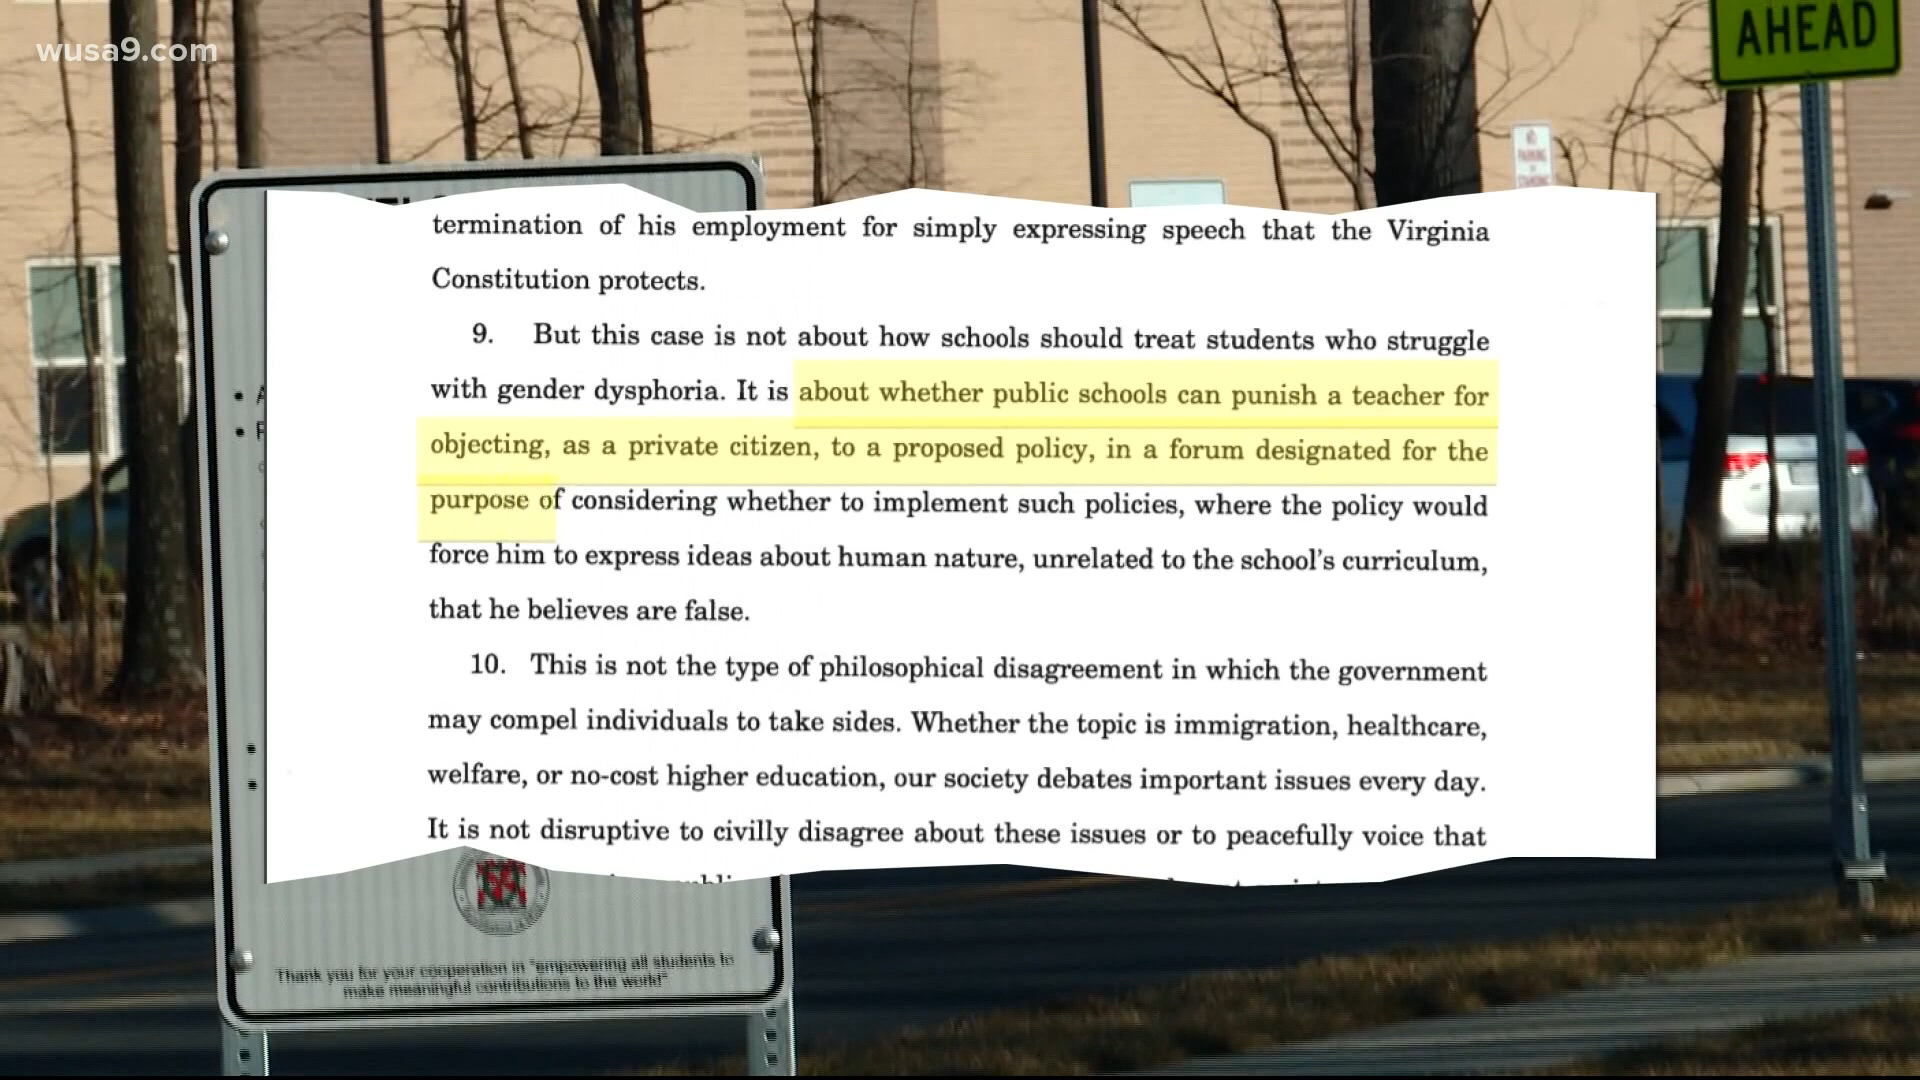 wusa9.com
AHEAD
NO
PARKING
OR
STANDING
termination of his employment for simply expressing speech that the Virginia
Constitution protects.
9. But this case is not about how schools should treat students who struggle
with gender dysphoria. It is about whether public schools can punish a teacher for
objecting, as a private citizen, to a proposed policy, in a forum designated for the
purpose of considering whether to implement such policies, where the policy would
force him to express ideas about human nature, unrelated to the school's curriculum,
that he believes are false.
10. This is not the type of philosophical disagreement in which the government
may compel individuals to take sides. Whether the topic is immigration, healthcare,
welfare, or no-cost higher education, our society debates important issues every day.
It is not disruptive to civilly disagree about these issues or to peacefully voice that
Thank you for your cooperation in "empowering all students to
make meaningful contributions to the world"